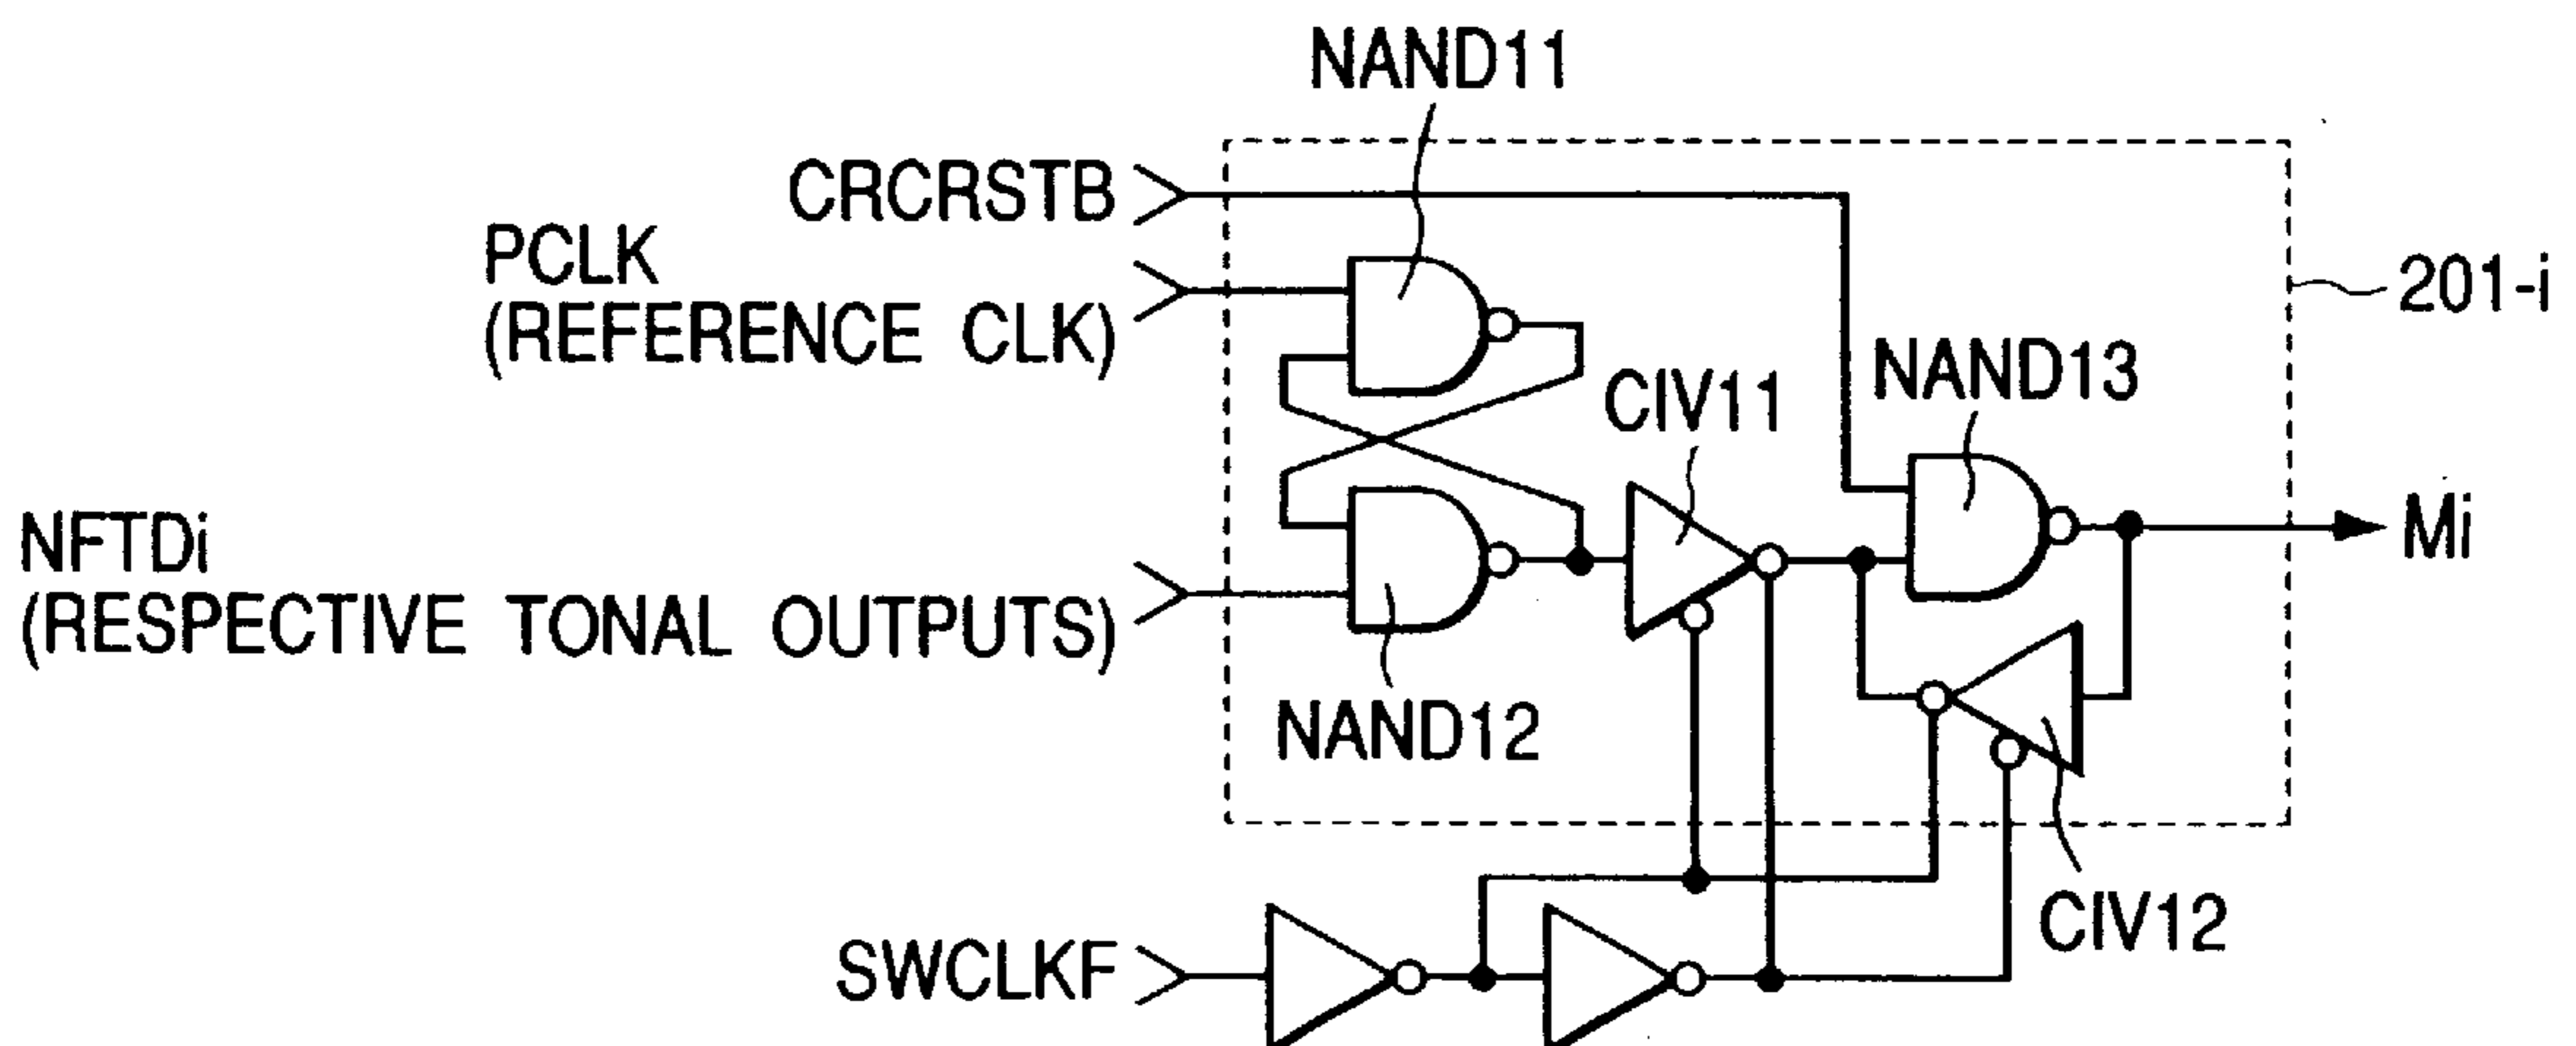 NAND11
CRCRSTB
PCLK
(REFERENCE CLK)
201-i
NAND13
CIV11
NFTDi
(RESPECTIVE TONAL OUTPUTS)
Mi
NAND12
CIV12
SWCLKF